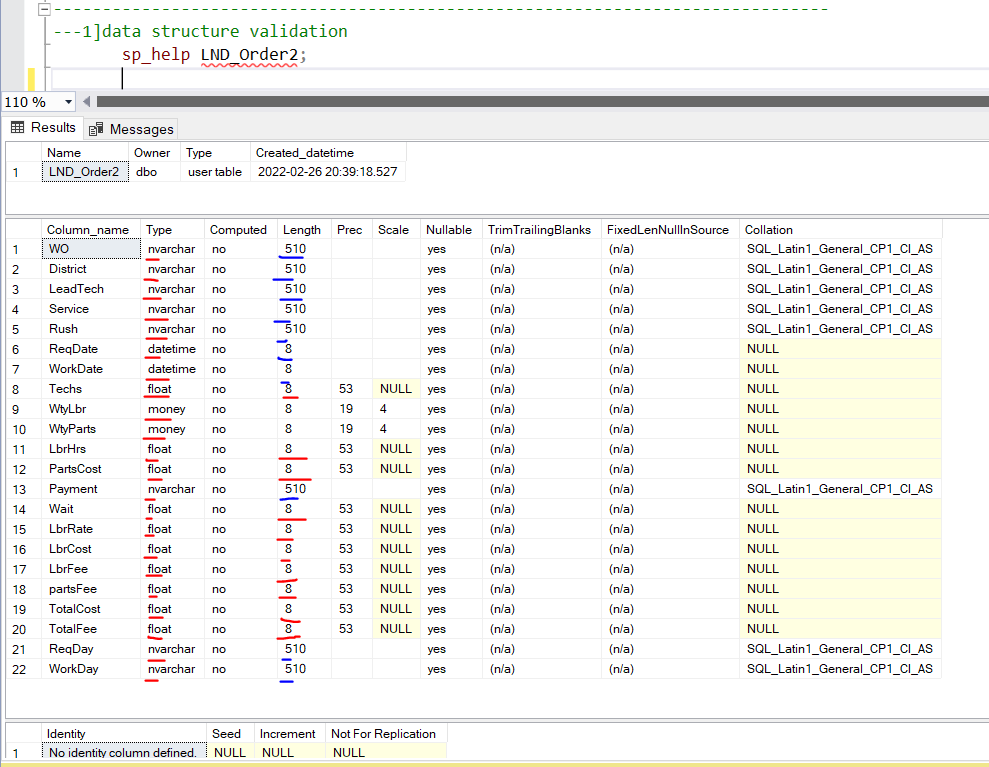 ---1]data structure validation
sp_help LND_Order2;
110 %
Results Messages
Name Owner Type Created_datetime
1 LND_Order2 dbo user table 2022-02-26 20:39:18.527
Column_name Type Computed Length Prec Scale Nullable TrimTrailingBlanks FixedLenNullInSource Collation
1 WO nvarchar no 510 yes (n/a) (n/a) SQL_Latin1_General_CP1_CI_AS
2 District nvarchar no 510 yes (n/a) (n/a) SQL_Latin1_General_CP1_CI_AS
3 LeadTech nvarchar no 510 yes (n/a) (n/a) SQL_Latin1_General_CP1_CI_AS
4 Service nvarchar no 510 yes (n/a) (n/a) SQL_Latin1_General_CP1_CI_AS
5 Rush nvarchar no 510 yes (n/a) (n/a) SQL_Latin1_General_CP1_CI_AS
6 ReqDate datetime no 8 yes (n/a) (n/a) NULL
7 WorkDate datetime no 8 yes (n/a) (n/a) NULL
8 Techs float no 8 53 NULL yes (n/a) (n/a) NULL
9 WtyLbr money no 8 19 4 yes (n/a) (n/a) NULL
10 WtyParts money no 8 19 4 yes (n/a) (n/a) NULL
11 LbrHrs float no 8 53 NULL yes (n/a) (n/a) NULL
12 PartsCost float no 8 53 NULL yes (n/a) (n/a) NULL
13 Payment nvarchar no 510 yes (n/a) (n/a) SQL_Latin1_General_CP1_CI_AS
14 Wait float no 8 53 NULL yes (n/a) (n/a) NULL
15 LbrRate float no 8 53 NULL yes (n/a) (n/a) NULL
16 LbrCost float no 8 53 NULL yes (n/a) (n/a) NULL
17 LbrFee float no 8 53 NULL yes (n/a) (n/a) NULL
18 partsFee float no 8 53 NULL yes (n/a) (n/a) NULL
19 TotalCost float no 8 53 NULL yes (n/a) (n/a) NULL
20 TotalFee float no 8 53 NULL yes (n/a) (n/a) NULL
21 ReqDay nvarchar no 510 yes (n/a) (n/a) SQL_Latin1_General_CP1_CI_AS
22 WorkDay nvarchar no 510 yes (n/a) (n/a) SQL_Latin1_General_CP1_CI_AS
Identity Seed Increment Not For Replication
1 No identity column defined. NULL NULL NULL